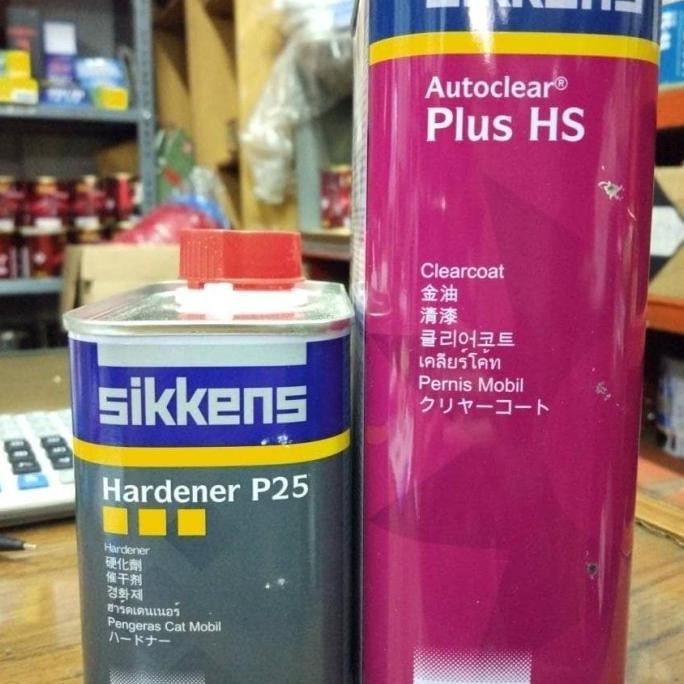 sikkens
Autoclear®
Plus HS
Clearcoat
金油
清漆
클리어코트
เคลียร์โค้ท
Pernis Mobil
クリヤーコート
sikkens
Hardener P25
Hardener
硬化劑
催干剂
경화제
ฮาร์ดเดนเนอร์
Pengeras Cat Mobil
ハードナー